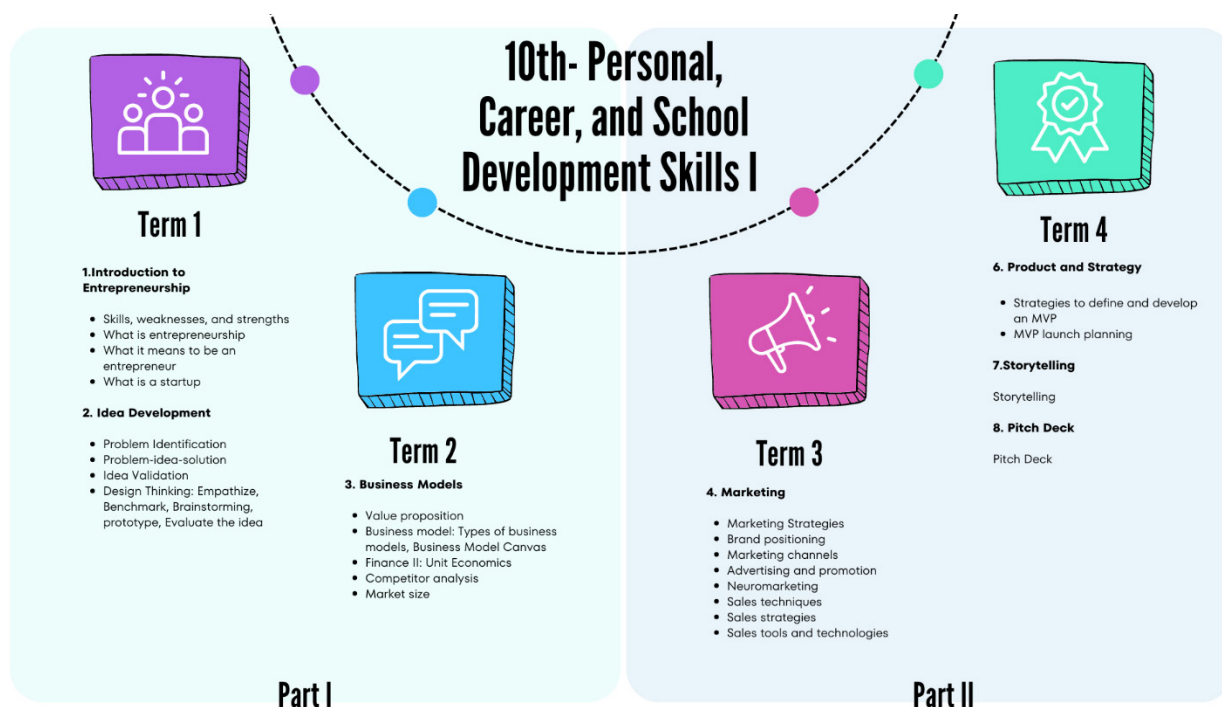 10th- Personal,
Career, and School
Development Skills I
Term 1
1.Introduction to
Entrepreneurship
• Skills, weaknesses, and strengths
• What is entrepreneurship
• What it means to be an
entrepreneur
• What is a startup
2. Idea Development
• Problem Identification
• Problem-idea-solution
• Idea Validation
• Design Thinking: Empathize,
Benchmark, Brainstorming,
prototype, Evaluate the idea
Term 2
3. Business Models
• Value proposition
• Business model: Types of business
models, Business Model Canvas
• Finance II: Unit Economics
• Competitor analysis
• Market size
Part I
Term 3
4. Marketing
• Marketing Strategies
• Brand positioning
• Marketing channels
• Advertising and promotion
• Neuromarketing
• Sales techniques
• Sales strategies
• Sales tools and technologies
Term 4
6. Product and Strategy
• Strategies to define and develop
an MVP
• MVP launch planning
7.Storytelling
Storytelling
8. Pitch Deck
Pitch Deck
Part II